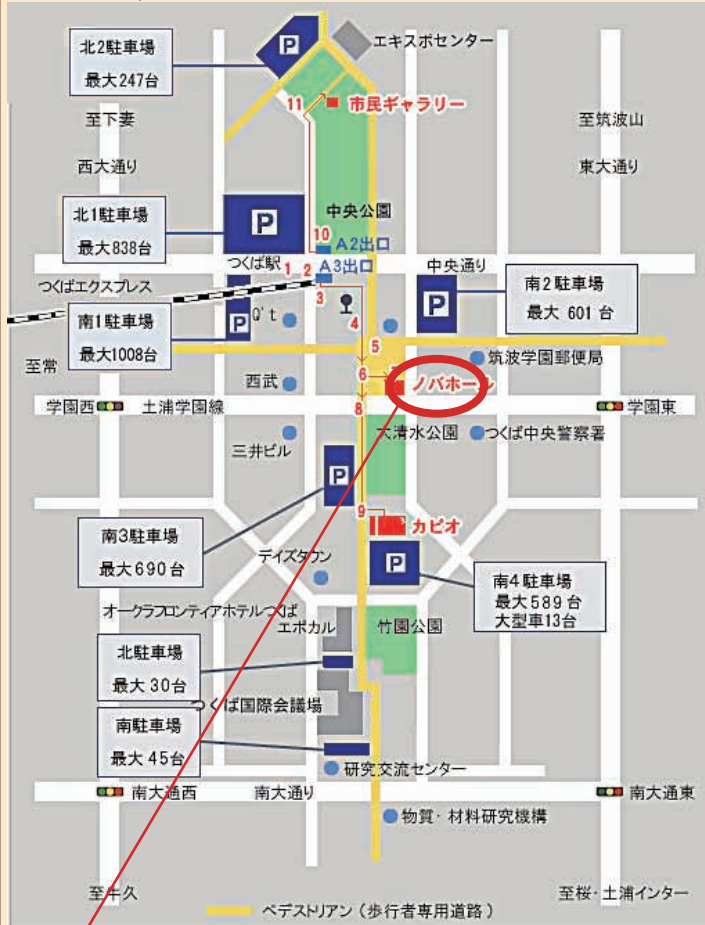 北2駐車場
最大247台
P
エキスポセンター
11
市民ギャラリー
至下妻
至筑波山
西大通り
東大通り
北1駐車場
最大838台
P
中央公園
10
A2出口
つくば駅
1
2
A3出口
中央通り
3
つくばエクスプレス
南2駐車場
最大 601台
P
南1駐車場
最大1008台
P
Q't
4
5
至常
筑波学園郵便局
西武
6
ノバホール
学園西
土浦学園線
8
学園東
三井ビル
大清水公園
つくば中央警察署
P
9
カピオ
南3駐車場
最大690台
デイズタウン
P
南4駐車場
最大589台
大型車13台
オークラフロンティアホテルつくば
エポカル
竹園公園
北駐車場
最大30台
つくば国際会議場
南駐車場
最大45台
研究交流センター
南大通西
南大通り
南大通東
物質・材料研究機構
至牛久
至桜・土浦インター
ペデストリアン(歩行者専用道路)